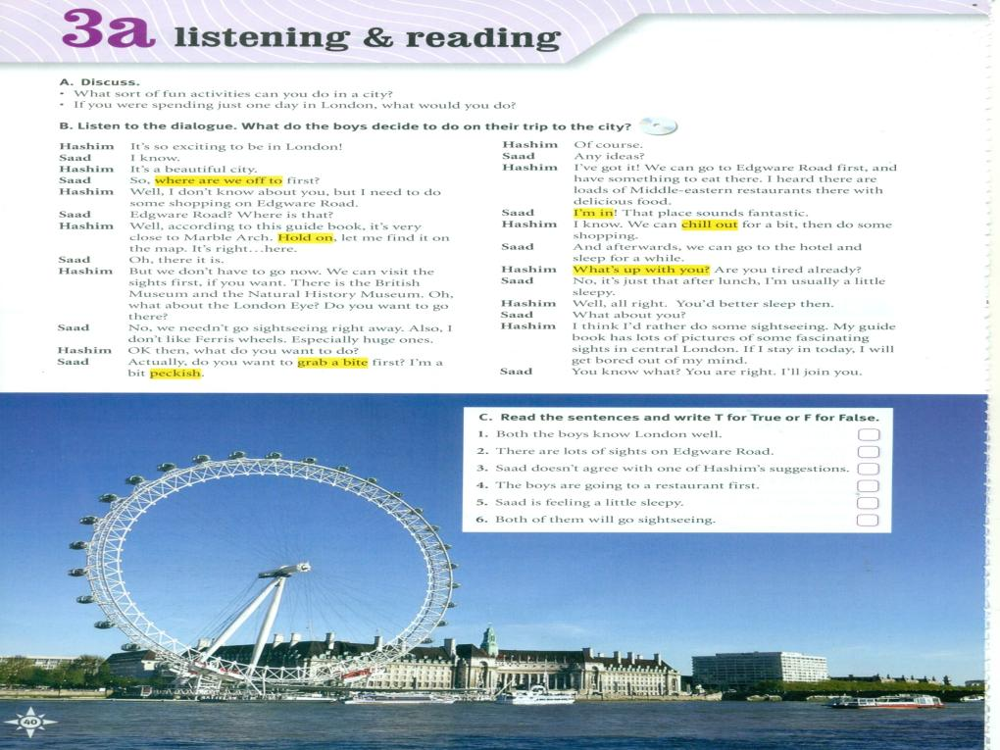 3a listening & reading
A. Discuss.
• What sort of fun activities can you do in a city?
• If you were spending just one day in London, what would you do?
B. Listen to the dialogue. What do the boys decide to do on their trip to the city?
Hashim It's so exciting to be in London!
Saad I know.
Hashim It's a beautiful city.
Saad So, where are we off to first?
Hashim Well, I don't know about you, but I need to do
some shopping on Edgware Road.
Saad Edgware Road? Where is that?
Hashim Well, according to this guide book, it's very
close to Marble Arch. Hold on, let me find it on
the map. It's right…here.
Saad Oh, there it is.
Hashim But we don't have to go now. We can visit the
sights first, if you want. There is the British
Museum and the Natural History Museum. Oh,
what about the London Eye? Do you want to go
there?
Saad No, we needn't go sightseeing right away. Also, I
don't like Ferris wheels. Especially huge ones.
Hashim OK then, what do you want to do?
Saad Actually, do you want to grab a bite first? I'm a
bit peckish.
Hashim Of course.
Saad Any ideas?
Hashim I've got it! We can go to Edgware Road first, and
have something to eat there. I heard there are
loads of Middle-eastern restaurants there with
delicious food.
Saad I'm in! That place sounds fantastic.
Hashim I know. We can chill out for a bit, then do some
shopping.
Saad And afterwards, we can go to the hotel and
sleep for a while.
Hashim What's up with you? Are you tired already?
Saad No, it's just that after lunch, I'm usually a little
sleepy.
Hashim Well, all right. You'd better sleep then.
Saad What about you?
Hashim I think I'd rather do some sightseeing. My guide
book has lots of pictures of some fascinating
sights in central London. If I stay in today, I will
get bored out of my mind.
Saad You know what? You are right. I'll join you.
C. Read the sentences and write T for True or F for False.
1. Both the boys know London well.
2. There are lots of sights on Edgware Road.
3. Saad doesn't agree with one of Hashim's suggestions.
4. The boys are going to a restaurant first.
5. Saad is feeling a little sleepy.
6. Both of them will go sightseeing.
40